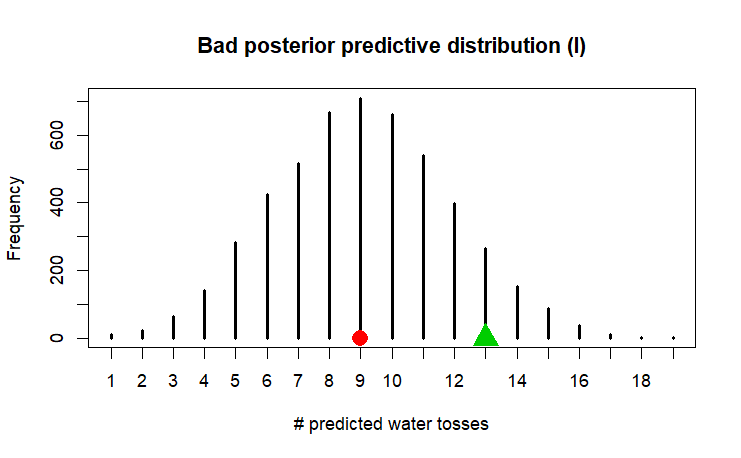 Bad posterior predictive distribution (I)
Frequency
600
400
200
0
1 2 3 4 5 6 7 8 9 10 12 14 16 18
# predicted water tosses